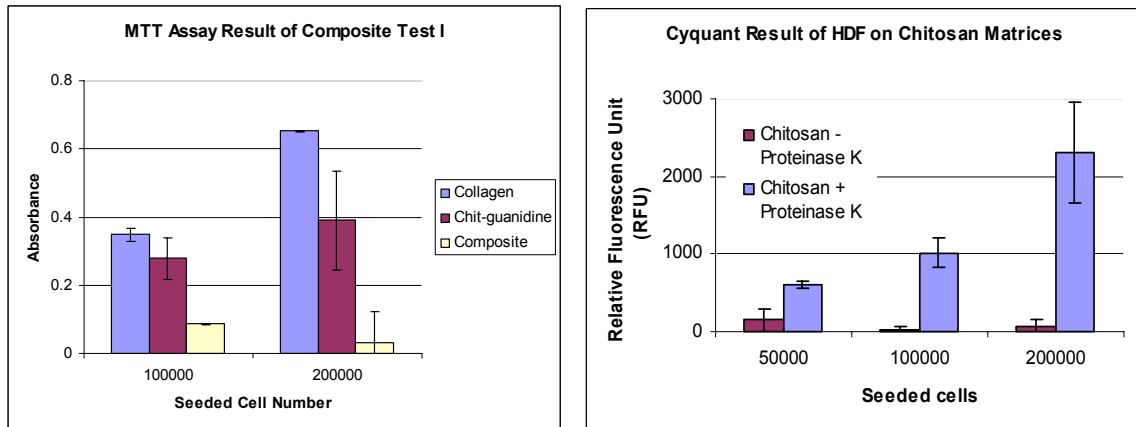 MTT Assay Result of Composite Test I
0.8
0.6
0.4
0.2
0
Absorbance
100000
200000
Seeded Cell Number
Collagen
Chit-guanidine
Composite
Cyquant Result of HDF on Chitosan Matrices
3000
2000
1000
0
Relative Fluorescence Unit
(RFU)
Chitosan -
Proteinase K
Chitosan +
Proteinase K
50000
100000
200000
Seeded cells